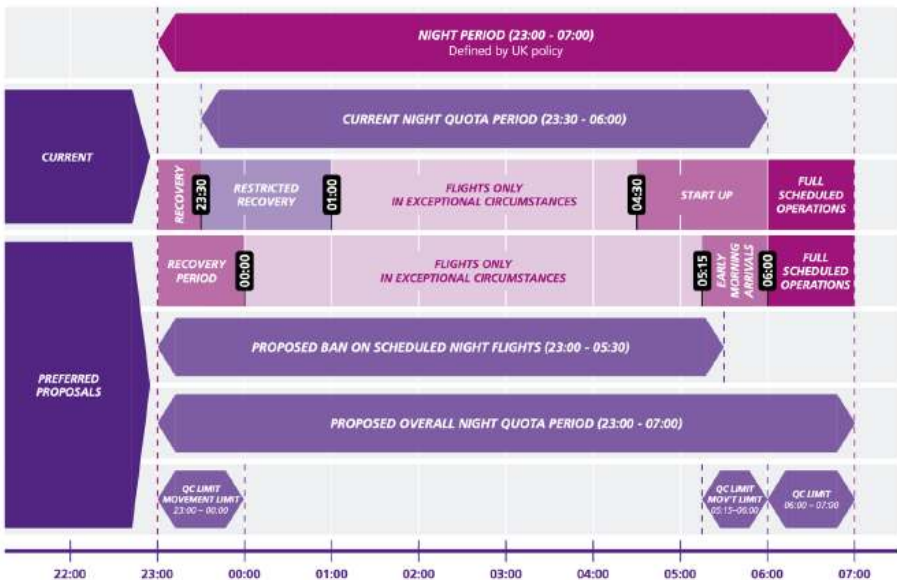 NIGHT PERIOD (23:00 - 07:00)
Defined by UK policy
CURRENT
CURRENT NIGHT QUOTA PERIOD (23:30 - 06:00)
RECOVERY
23:30
RESTRICTED
RECOVERY
01:00
FLIGHTS ONLY
IN EXCEPTIONAL CIRCUMSTANCES
04:30
START UP
FULL
SCHEDULED
OPERATIONS
PREFERRED
PROPOSALS
RECOVERY
PERIOD
00:00
FLIGHTS ONLY
IN EXCEPTIONAL CIRCUMSTANCES
05:15
EARLY
MORNING
ARRIVALS
06:00
FULL
SCHEDULED
OPERATIONS
PROPOSED BAN ON SCHEDULED NIGHT FLIGHTS (23:00 - 05:30)
PROPOSED OVERALL NIGHT QUOTA PERIOD (23:00 - 07:00)
QC LIMIT
MOVEMENT LIMIT
23:00 – 00:00
QC LIMIT
MOV'T LIMIT
05:15–06:00
QC LIMIT
06:00 – 07:00
22:00 23:00 00:00 01:00 02:00 03:00 04:00 05:00 06:00 07:00